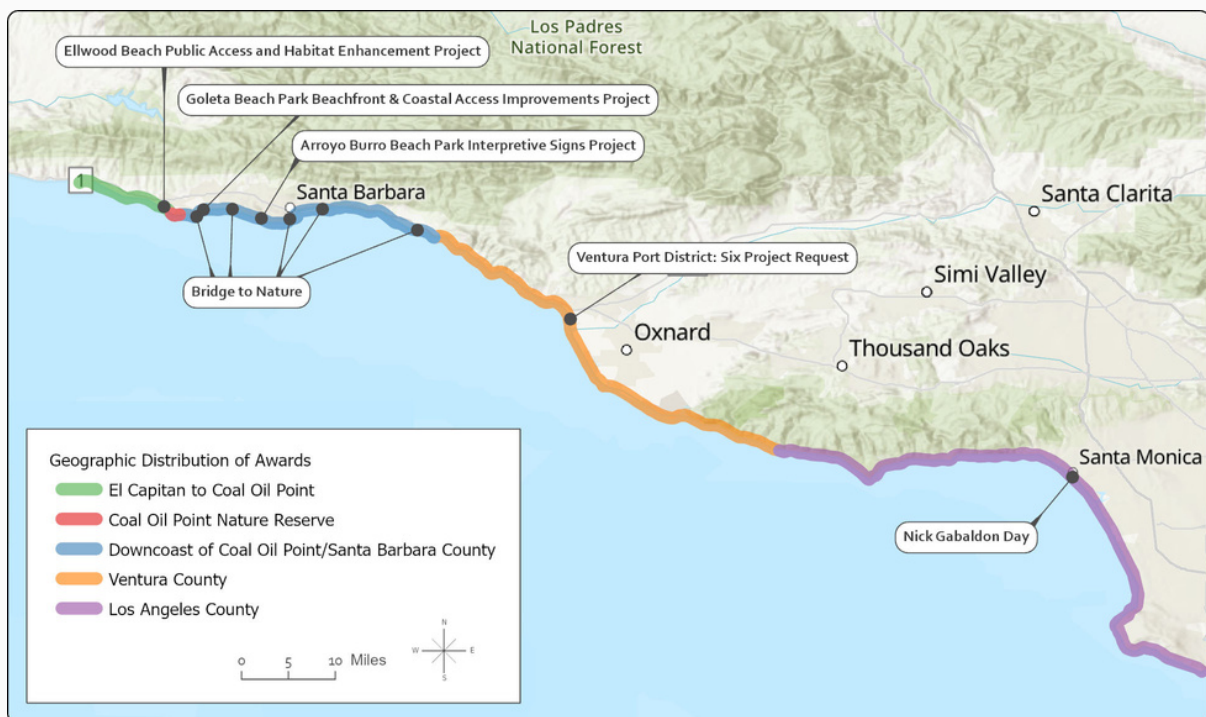 Los Padres
National Forest
Ellwood Beach Public Access and Habitat Enhancement Project
Goleta Beach Park Beachfront & Coastal Access Improvements Project
Arroyo Burro Beach Park Interpretive Signs Project
1
Santa Barbara
Santa Clarita
Ventura Port District: Six Project Request
Bridge to Nature
Simi Valley
Oxnard
Thousand Oaks
Santa Monica
Nick Gabaldon Day
Geographic Distribution of Awards
El Capitan to Coal Oil Point
Coal Oil Point Nature Reserve
Downcoast of Coal Oil Point/Santa Barbara County
Ventura County
Los Angeles County
0 5 10 Miles
N
W E
S